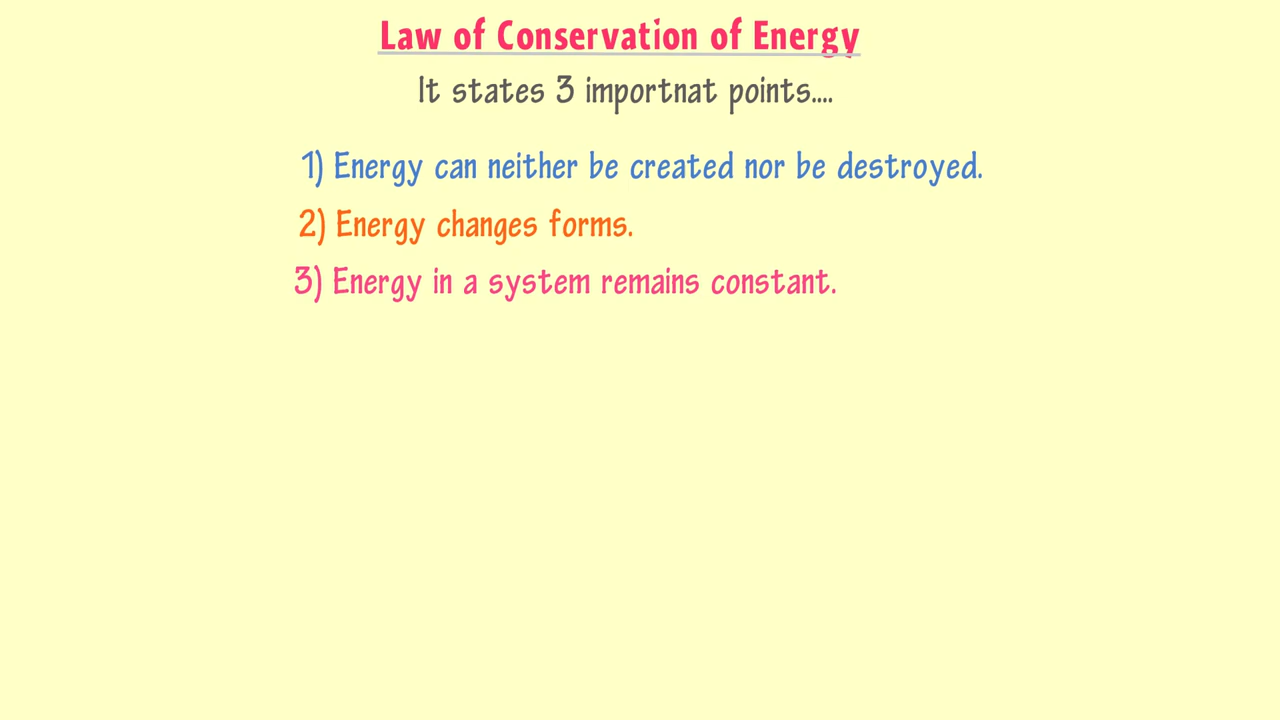 Law of Conservation of Energy
It states 3 importnat points....
1) Energy can neither be created nor be destroyed.
2) Energy changes forms.
3) Energy in a system remains constant.